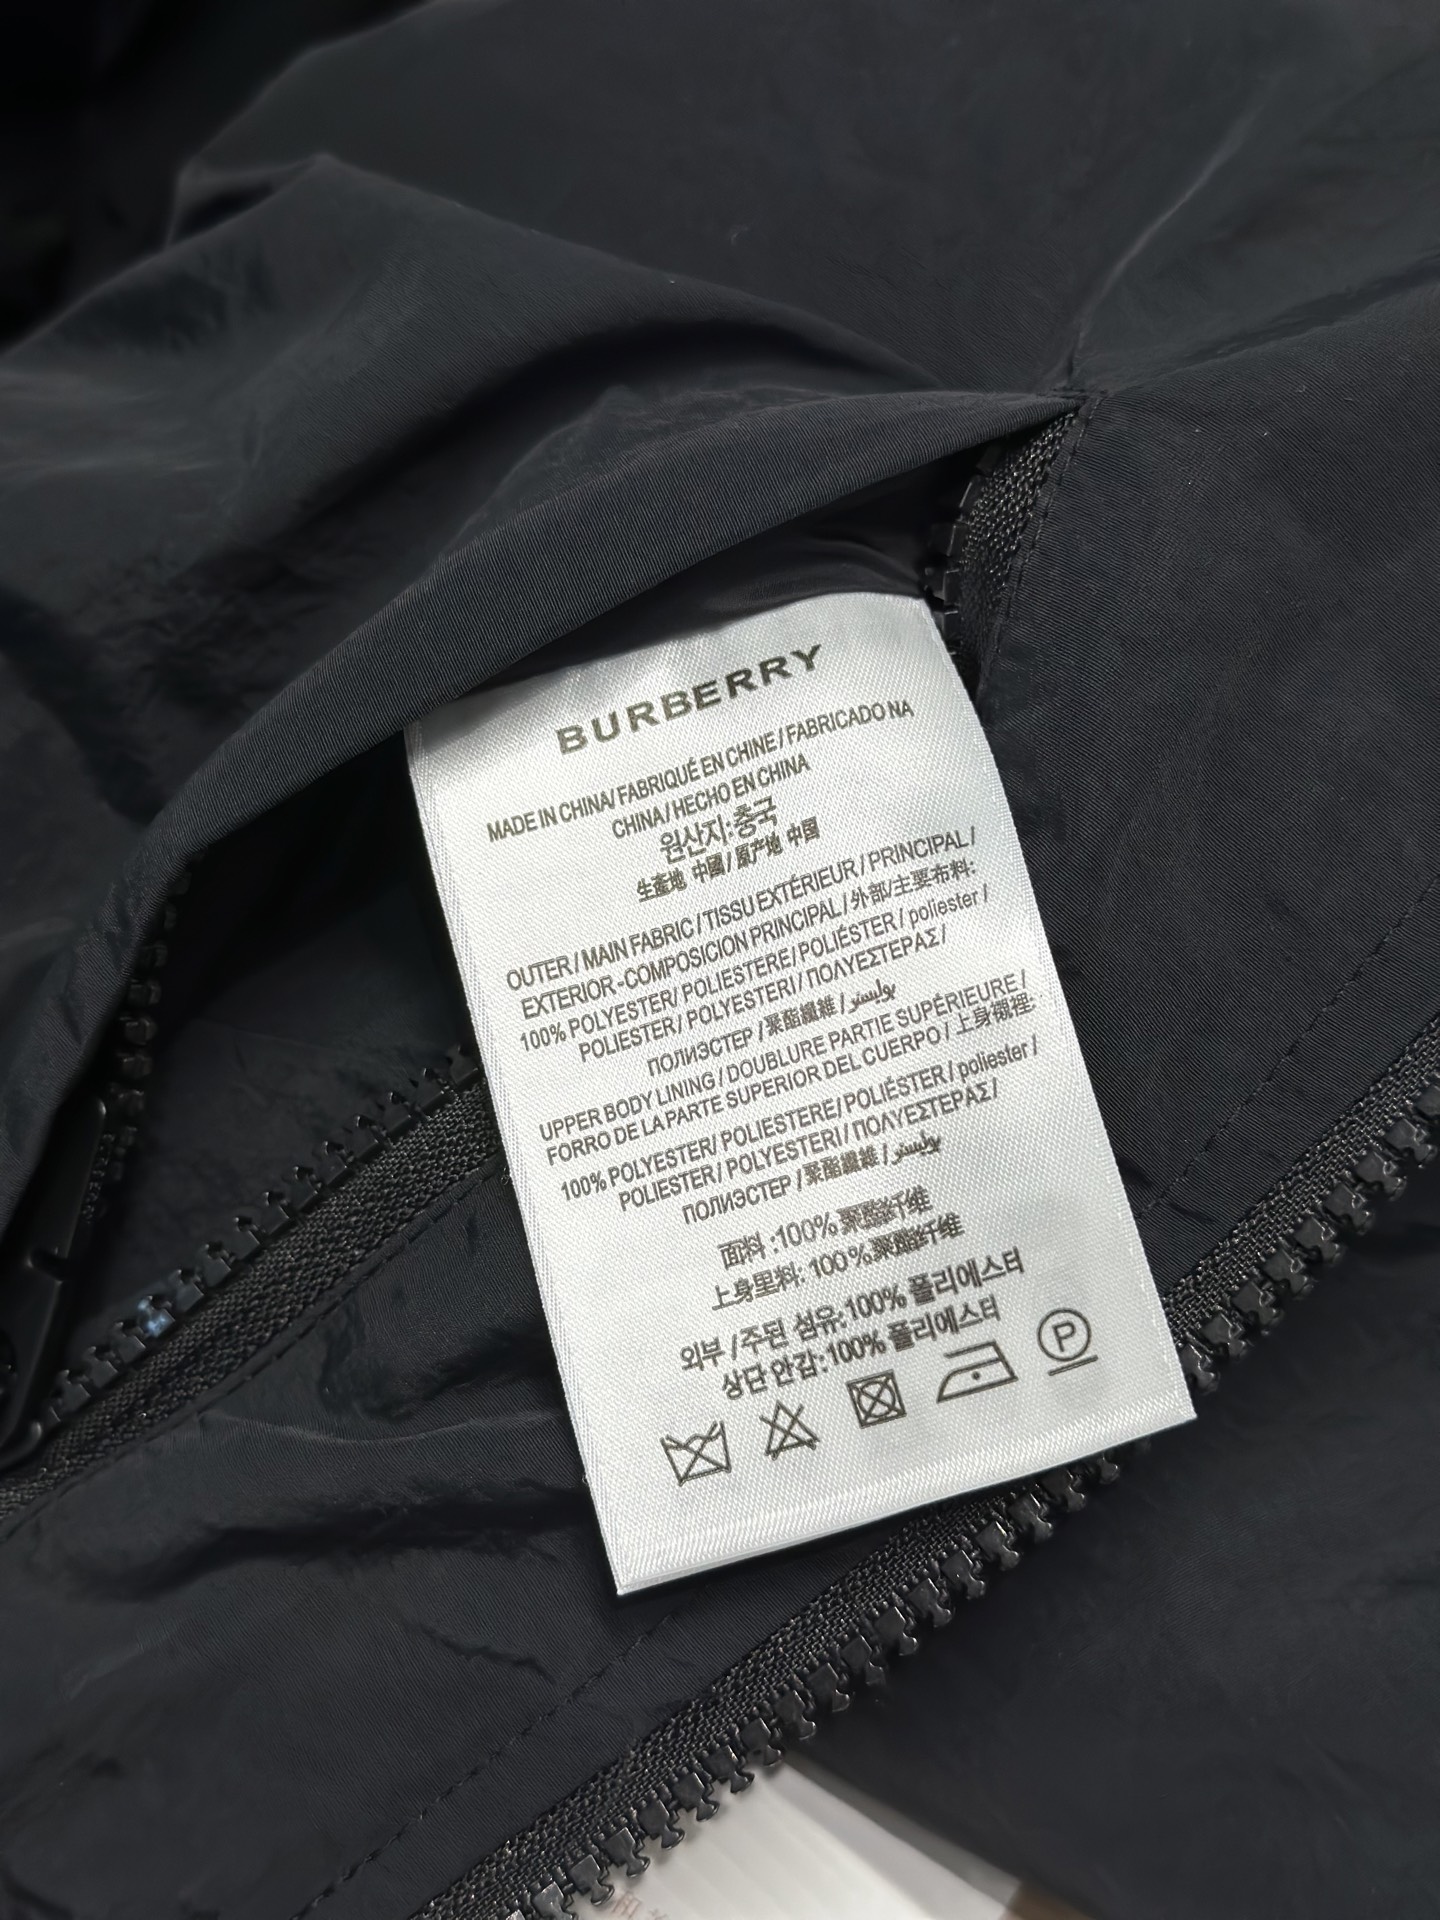 BURBERRY
MADE IN CHINA/ FABRIQUÉ EN CHINE / FABRICADO NA
CHINA / HECHO EN CHINA
원산지:중국
生產地 中國 / 原产地 中国
OUTER / MAIN FABRIC / TISSU EXTÉRIEUR / PRINCIPAL /
EXTERIOR -COMPOSICION PRINCIPAL / 外部/主要布料:
100% POLYESTER/ POLIESTERE/ POLIÉSTER / poliester /
POLIESTER/ POLYESTERI / ΠΟΛΥΕΣΤΕΡΑΣ /
ПОЛИЭСТЕР / 聚酯纖維 / بوليستر
UPPER BODY LINING / DOUBLURE PARTIE SUPÉRIEURE /
FORRO DE LA PARTE SUPERIOR DEL CUERPO / 上身襯裡:
100% POLYESTER/ POLIESTERE/ POLIÉSTER / poliester /
POLIESTER/ POLYESTERI / ΠΟΛΥΕΣΤΕΡΑΣ /
ПОЛИЭСТЕР / 聚酯纖維 / بوليستر
面料 :100% 聚酯纤维
上身里料: 100%聚酯纤维
외부 /주된 섬유:100% 폴리에스터
상단 안감:100% 폴리에스터
P